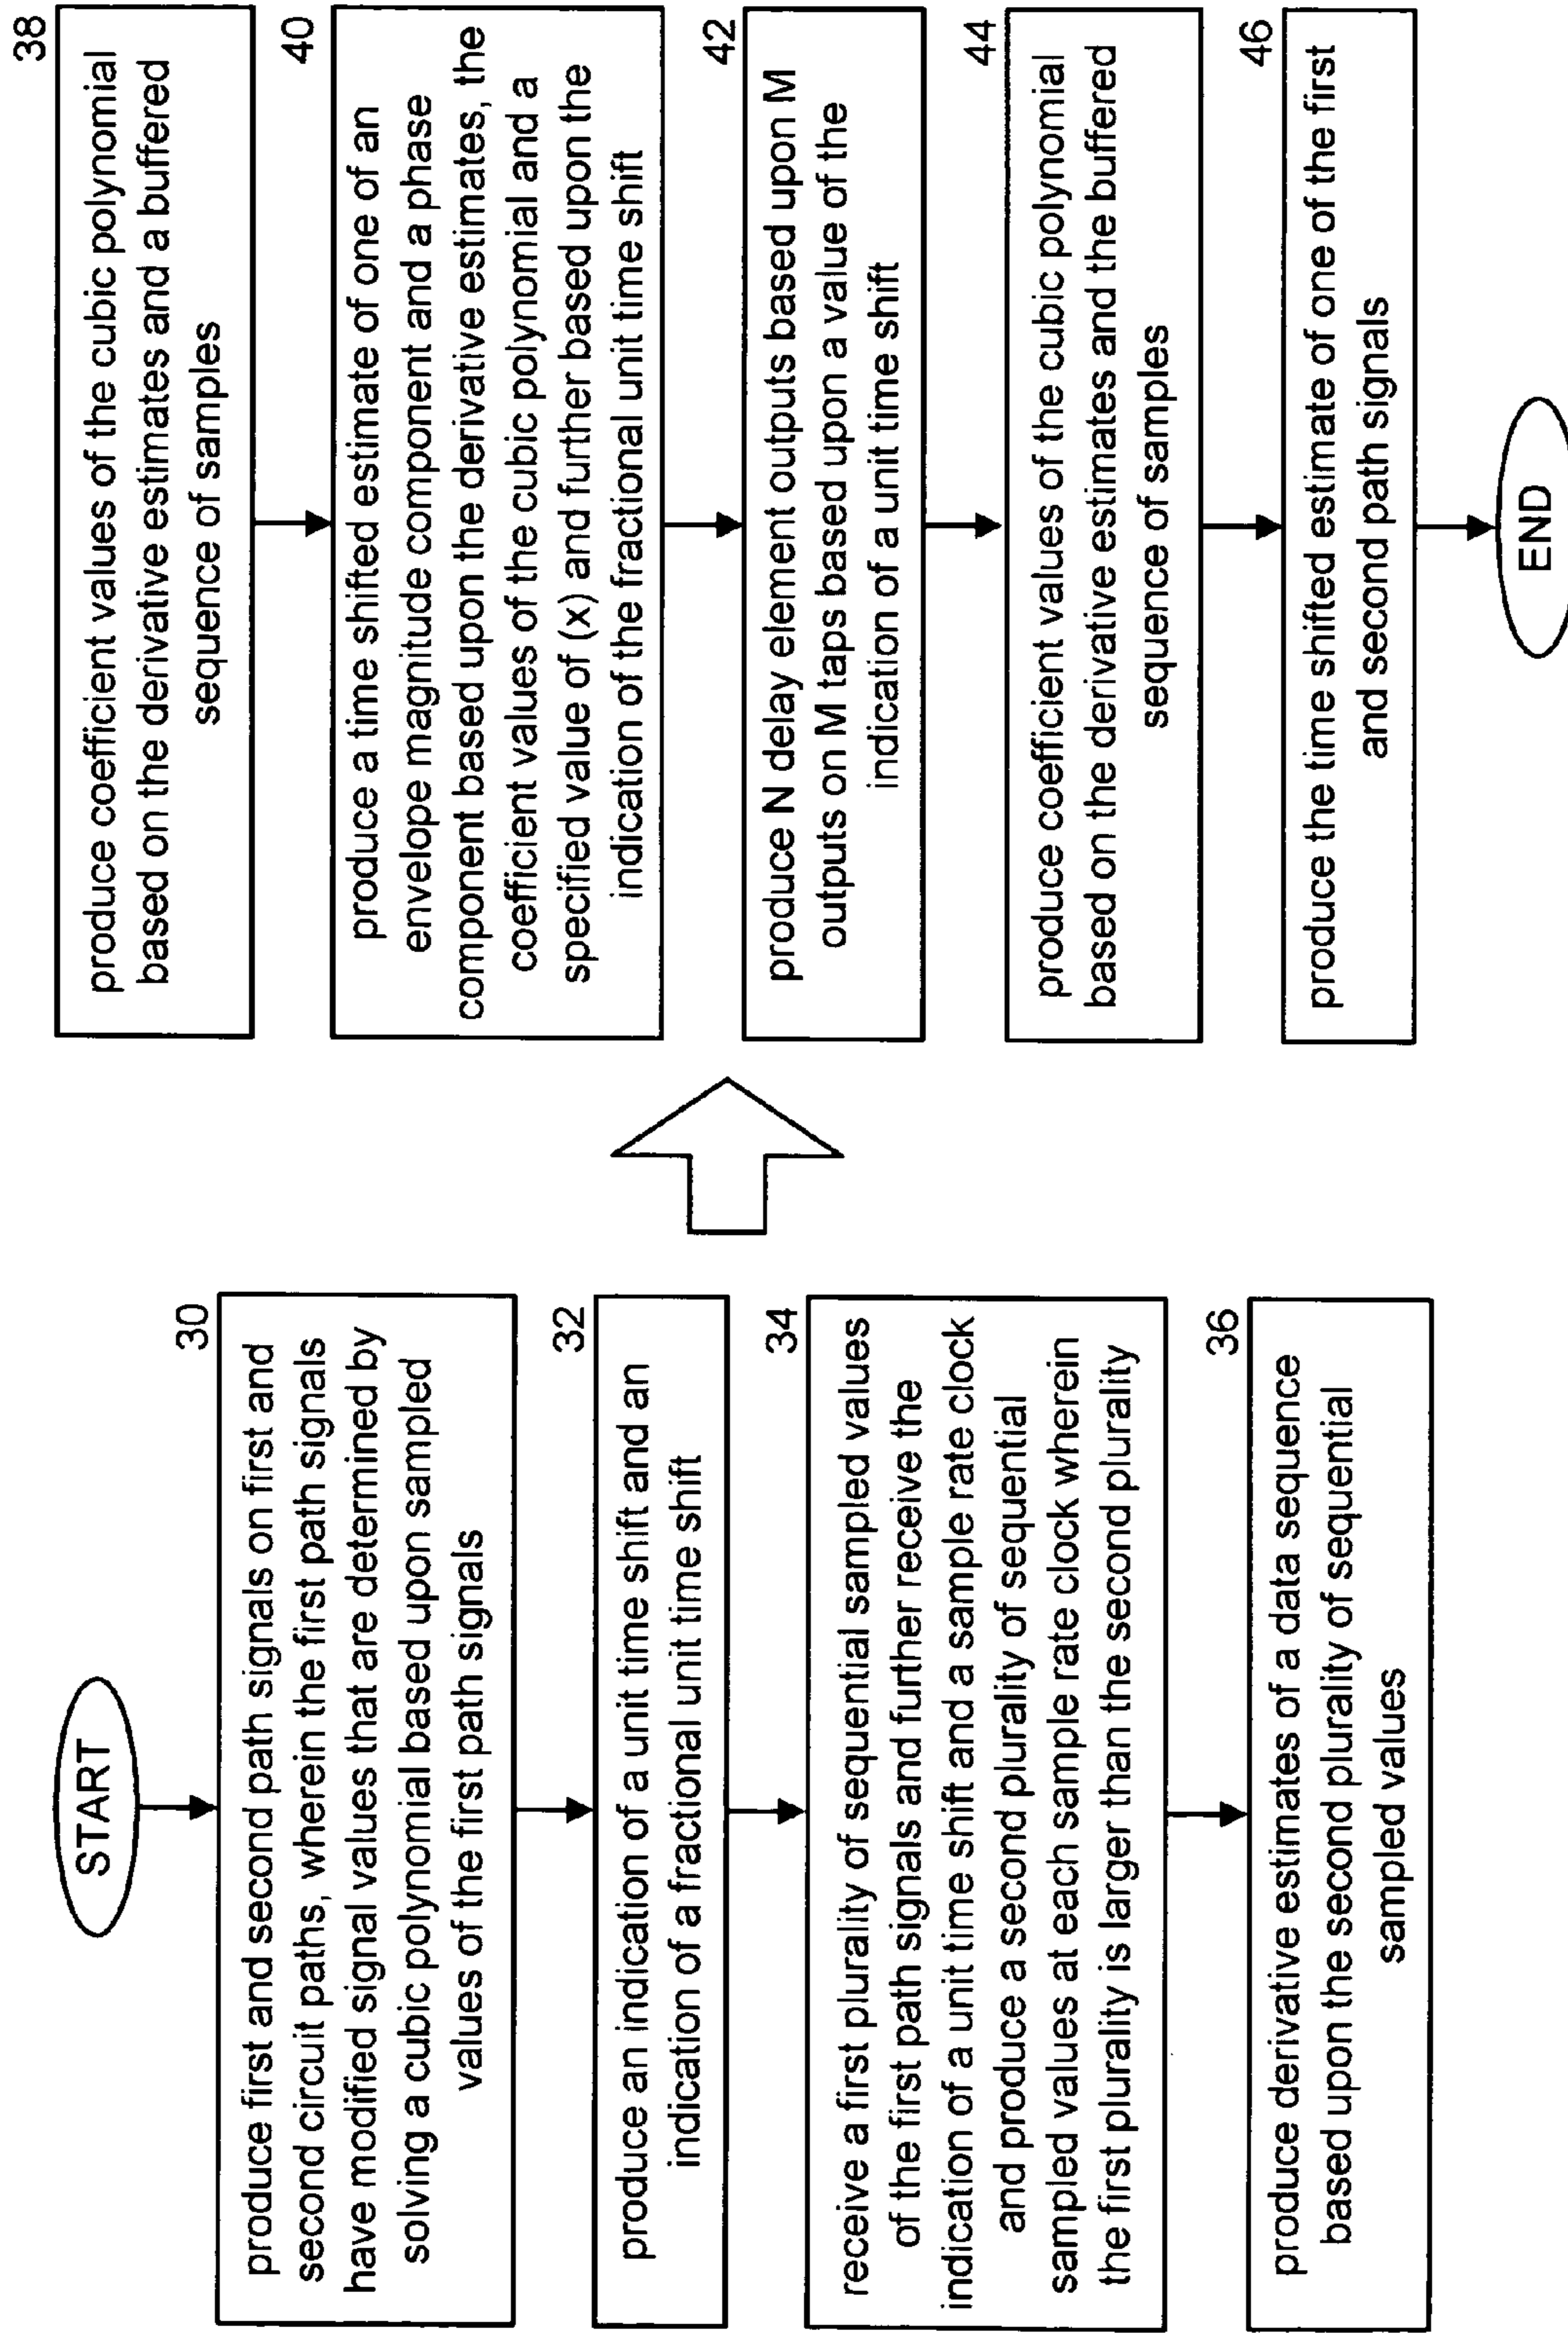 START
30
produce first and second path signals on first and
second circuit paths, wherein the first path signals
have modified signal values that are determined by
solving a cubic polynomial based upon sampled
values of the first path signals
32
produce an indication of a unit time shift and an
indication of a fractional unit time shift
34
receive a first plurality of sequential sampled values
of the first path signals and further receive the
indication of a unit time shift and a sample rate clock
and produce a second plurality of sequential
sampled values at each sample rate clock wherein
the first plurality is larger than the second plurality
36
produce derivative estimates of a data sequence
based upon the second plurality of sequential
sampled values
38
produce coefficient values of the cubic polynomial
based on the derivative estimates and a buffered
sequence of samples
40
produce a time shifted estimate of one of an
envelope magnitude component and a phase
component based upon the derivative estimates, the
coefficient values of the cubic polynomial and a
specified value of (x) and further based upon the
indication of the fractional unit time shift
42
produce N delay element outputs based upon M
outputs on M taps based upon a value of the
indication of a unit time shift
44
produce coefficient values of the cubic polynomial
based on the derivative estimates and the buffered
sequence of samples
46
produce the time shifted estimate of one of the first
and second path signals
END